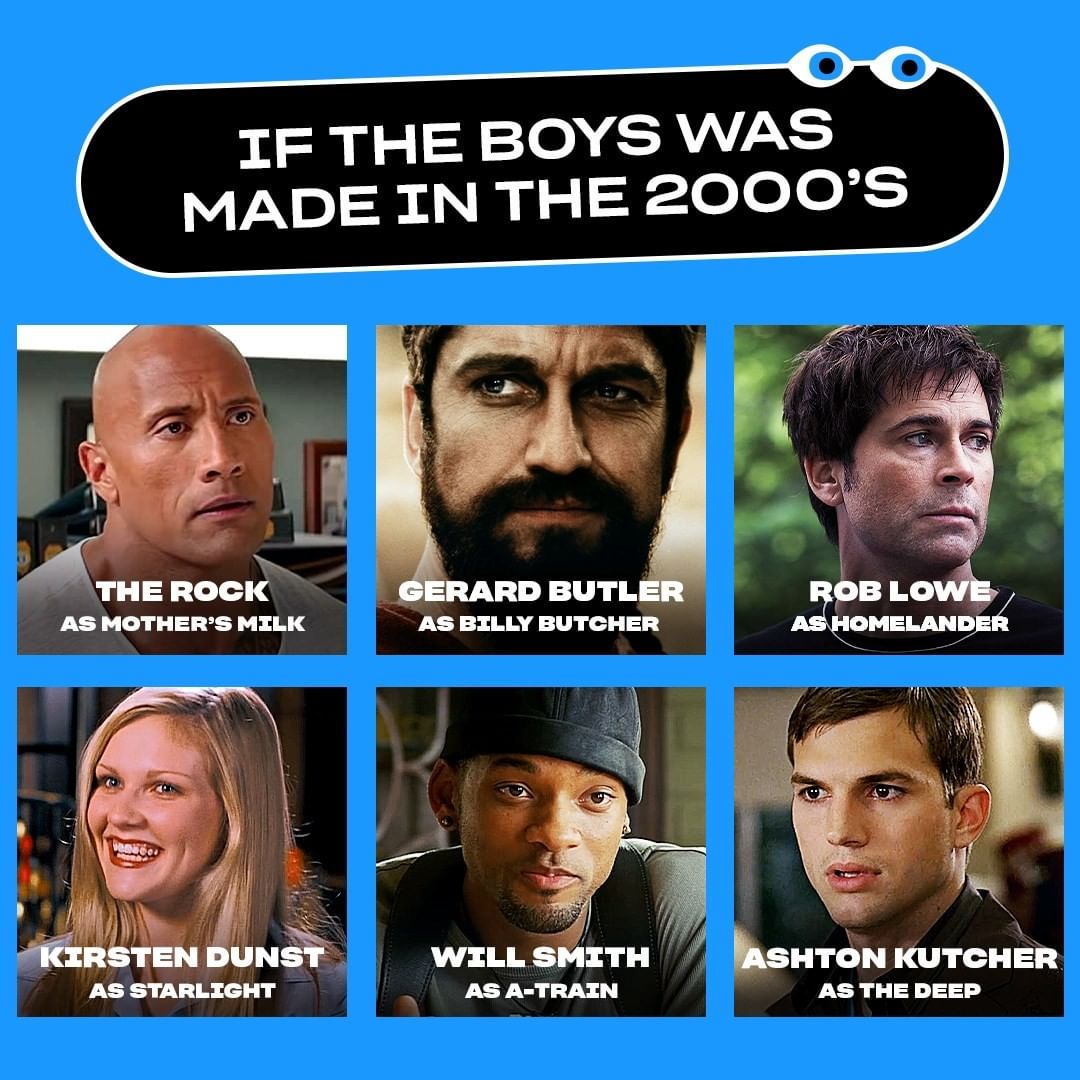 IF THE BOYS WAS
MADE IN THE 2000'S
THE ROCK
AS MOTHER'S MILK
GERARD BUTLER
AS BILLY BUTCHER
ROB LOWE
AS HOMELANDER
KIRSTEN DUNST
AS STARLIGHT
WILL SMITH
AS A-TRAIN
ASHTON KUTCHER
AS THE DEEP